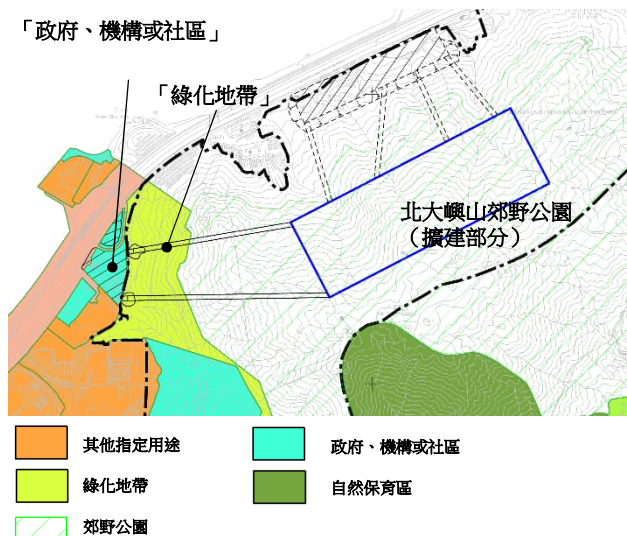 「政府、機構或社區」
「綠化地帶」
北大嶼山郊野公園
（擴建部分）
其他指定用途
政府、機構或社區
綠化地帶
自然保育區
郊野公園